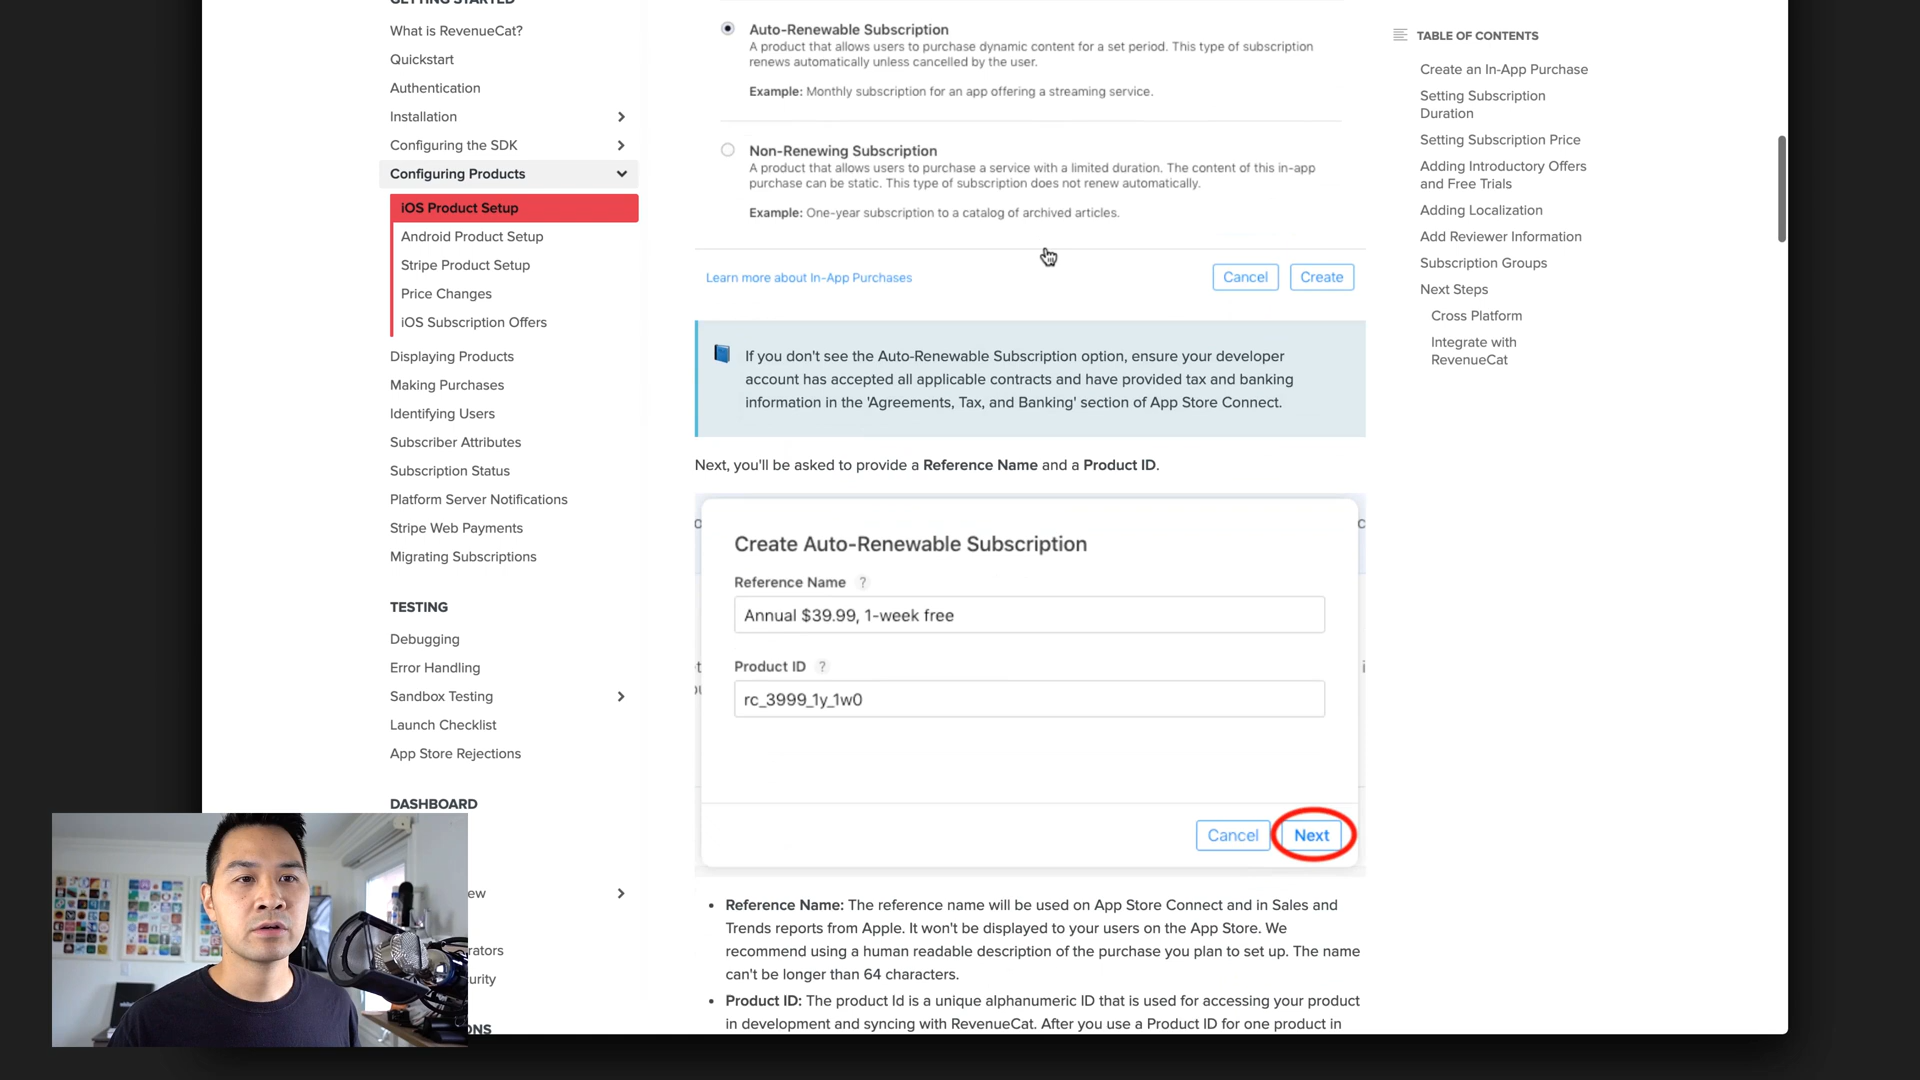 GETTING STARTED
What is RevenueCat?
Quickstart
Authentication
Installation
Configuring the SDK
Configuring Products
iOS Product Setup
Android Product Setup
Stripe Product Setup
Price Changes
iOS Subscription Offers
Displaying Products
Making Purchases
Identifying Users
Subscriber Attributes
Subscription Status
Platform Server Notifications
Stripe Web Payments
Migrating Subscriptions
TESTING
Debugging
Error Handling
Sandbox Testing
Launch Checklist
App Store Rejections
DASHBOARD
ew
rators
urity
ONS
Auto-Renewable Subscription
A product that allows users to purchase dynamic content for a set period. This type of subscription
renews automatically unless cancelled by the user.
Example: Monthly subscription for an app offering a streaming service.
Non-Renewing Subscription
A product that allows users to purchase a service with a limited duration. The content of this in-app
purchase can be static. This type of subscription does not renew automatically.
Example: One-year subscription to a catalog of archived articles.
Learn more about In-App Purchases
Cancel
Create
If you don't see the Auto-Renewable Subscription option, ensure your developer
account has accepted all applicable contracts and have provided tax and banking
information in the 'Agreements, Tax, and Banking' section of App Store Connect.
Next, you'll be asked to provide a Reference Name and a Product ID.
Create Auto-Renewable Subscription
Reference Name ?
Annual $39.99, 1-week free
Product ID ?
rc_3999_1y_1w0
Cancel
Next
• Reference Name: The reference name will be used on App Store Connect and in Sales and
Trends reports from Apple. It won't be displayed to your users on the App Store. We
recommend using a human readable description of the purchase you plan to set up. The name
can't be longer than 64 characters.
• Product ID: The product Id is a unique alphanumeric ID that is used for accessing your product
in development and syncing with RevenueCat. After you use a Product ID for one product in
TABLE OF CONTENTS
Create an In-App Purchase
Setting Subscription
Duration
Setting Subscription Price
Adding Introductory Offers
and Free Trials
Adding Localization
Add Reviewer Information
Subscription Groups
Next Steps
Cross Platform
Integrate with
RevenueCat